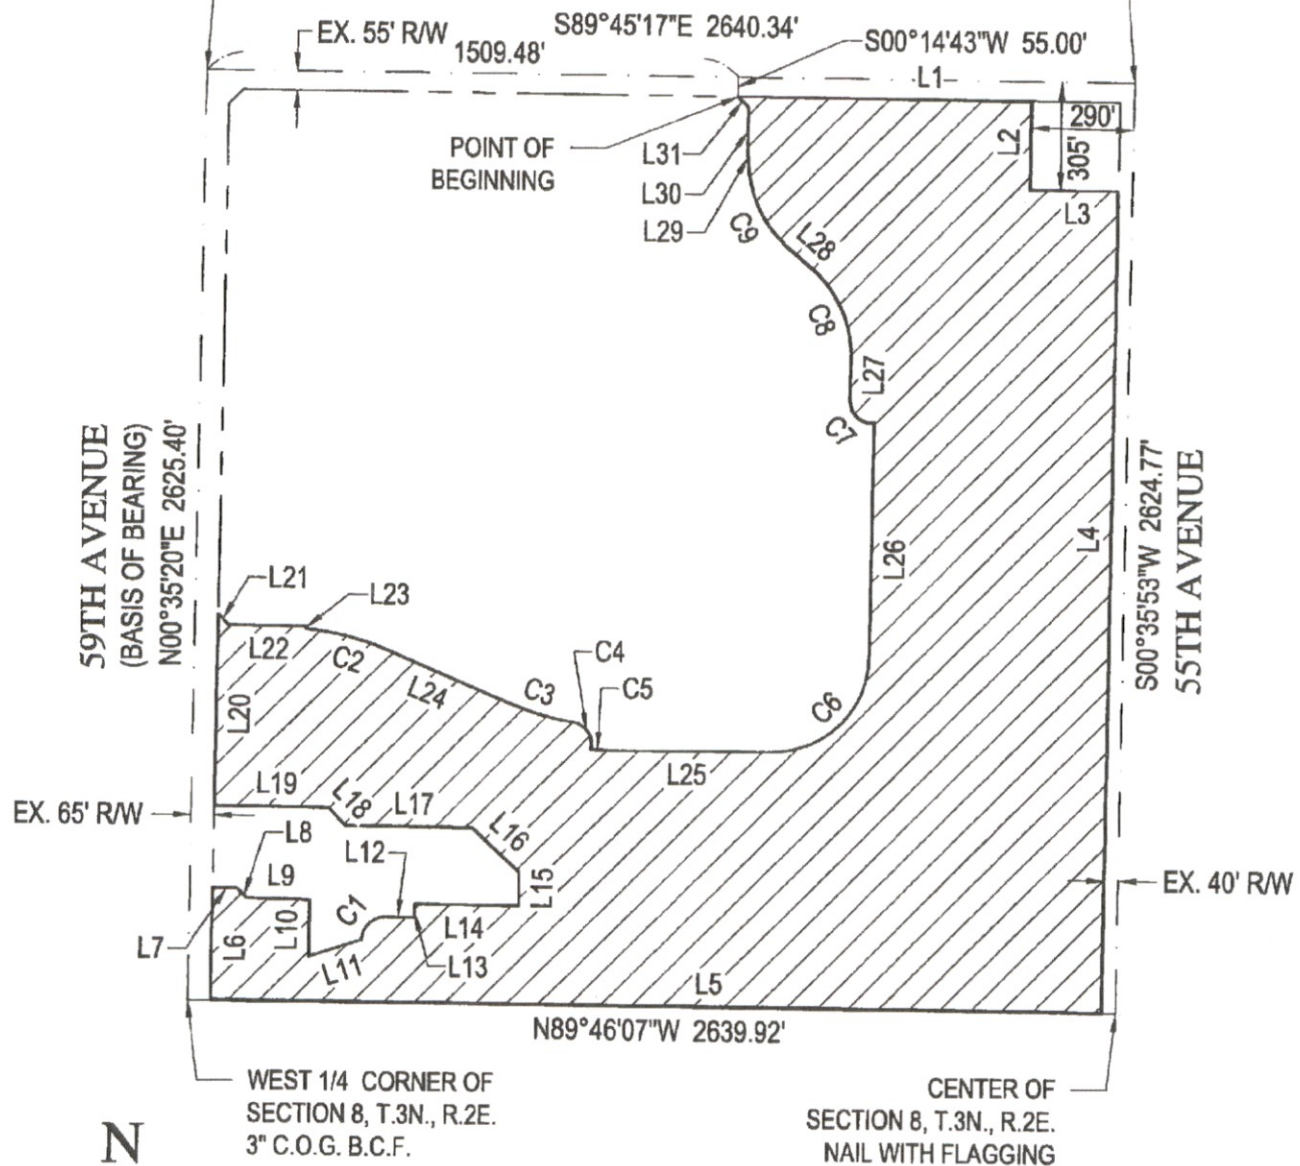 S89°45'17"E 2640.34'
EX. 55' R/W
1509.48'
S00°14'43"W 55.00'
L1
290'
305'
L2
L3
POINT OF
BEGINNING
L31
L30
L29
C9
L28
C8
L27
C7
L26
L4
59TH AVENUE
(BASIS OF BEARING)
N00°35'20"E 2625.40'
S00°35'53"W 2624.77'
55TH AVENUE
L21
L23
L22
C2
L24
C3
C4
C5
C6
L20
L25
L19
L18
L17
L16
EX. 65' R/W
L8
L12
L9
L15
EX. 40' R/W
L10
C1
L14
L7
L6
L11
L13
L5
N89°46'07"W 2639.92'
WEST 1/4 CORNER OF
SECTION 8, T.3N., R.2E.
3" C.O.G. B.C.F.
CENTER OF
SECTION 8, T.3N., R.2E.
NAIL WITH FLAGGING
N